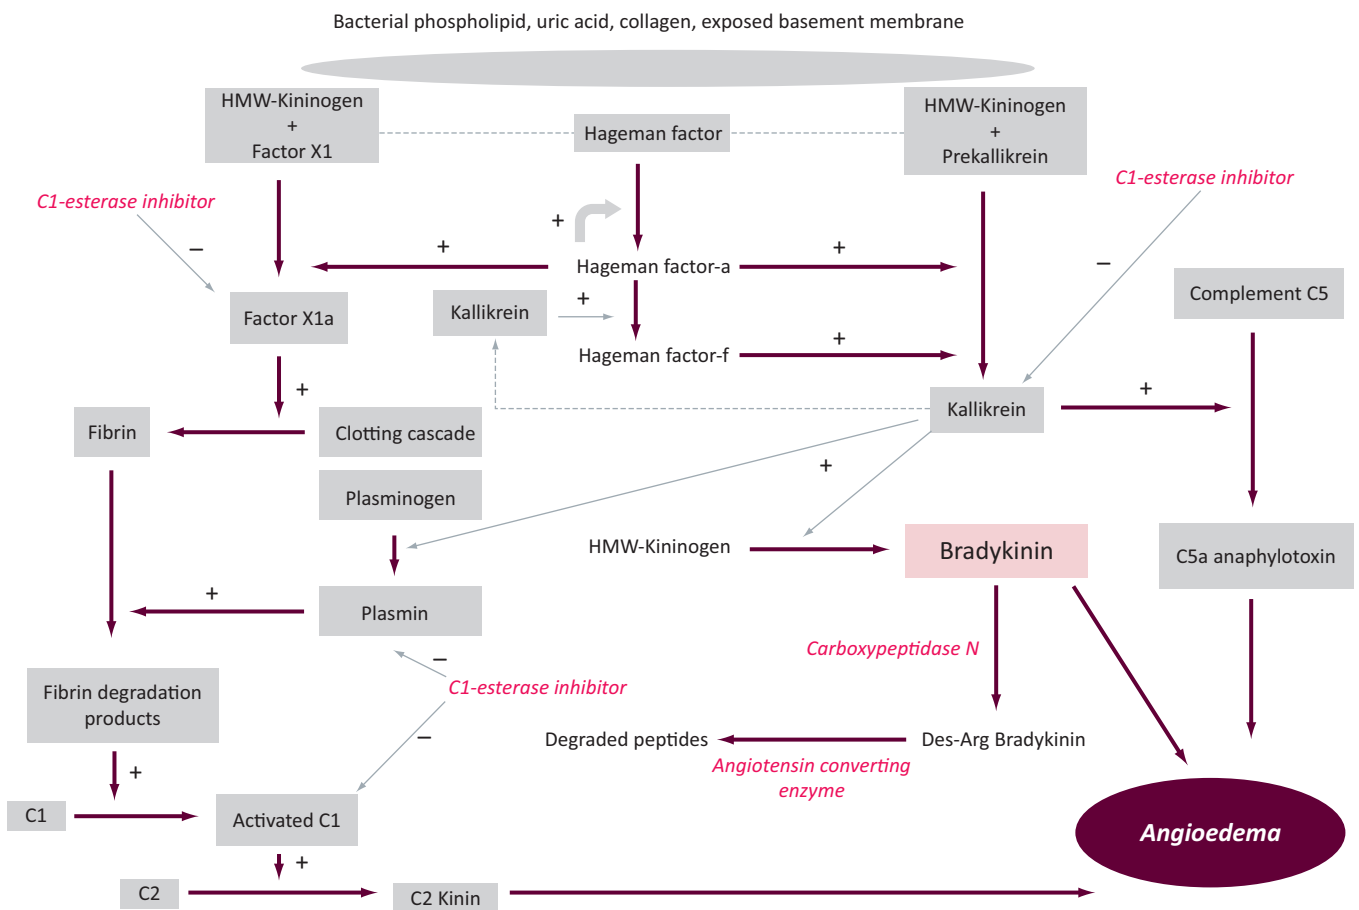 Bacterial phospholipid, uric acid, collagen, exposed basement membrane
HMW-Kininogen
+
Factor X1
Hageman factor
HMW-Kininogen
+
Prekallikrein
C1-esterase inhibitor
C1-esterase inhibitor
–
+
+
+
Hageman factor-a
–
Complement C5
Factor X1a
Kallikrein
+
+
Hageman factor-f
+
Kallikrein
+
Fibrin
Clotting cascade
+
Plasminogen
HMW-Kininogen
Bradykinin
C5a anaphylotoxin
+
Plasmin
Carboxypeptidase N
–
C1-esterase inhibitor
Fibrin degradation
products
–
Degraded peptides
Des-Arg Bradykinin
Angiotensin converting
enzyme
+
C1
Activated C1
Angioedema
+
C2
C2 Kinin